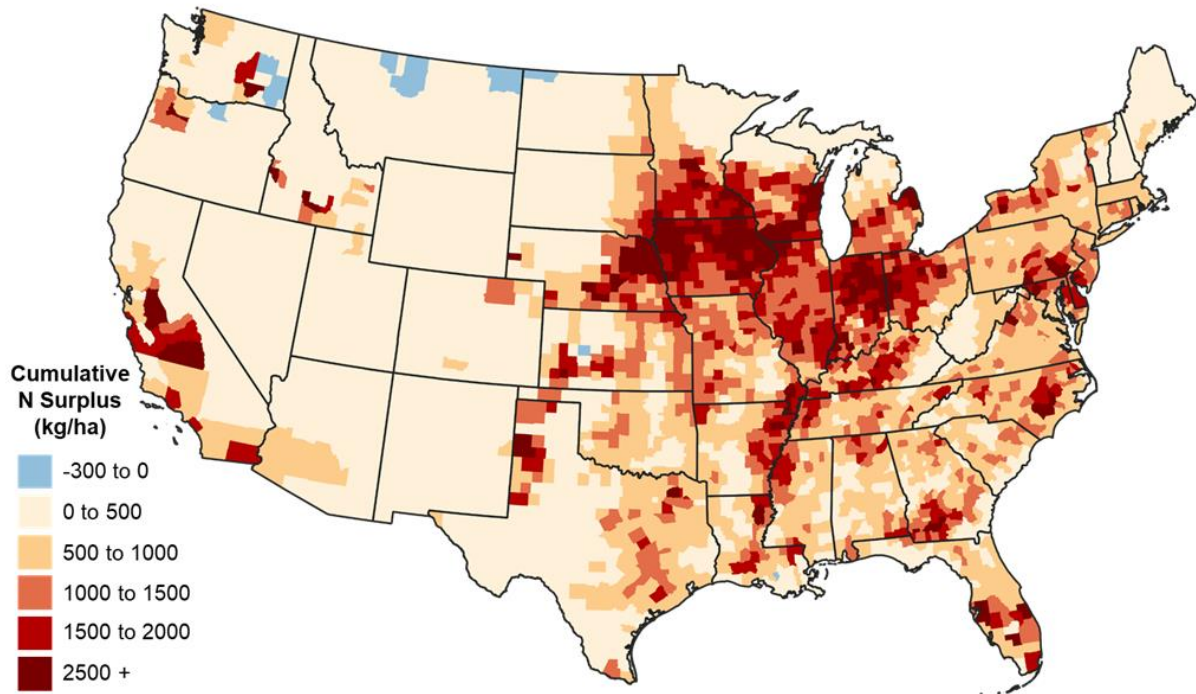 Cumulative
N Surplus
(kg/ha)
-300 to 0
0 to 500
500 to 1000
1000 to 1500
1500 to 2000
2500 +